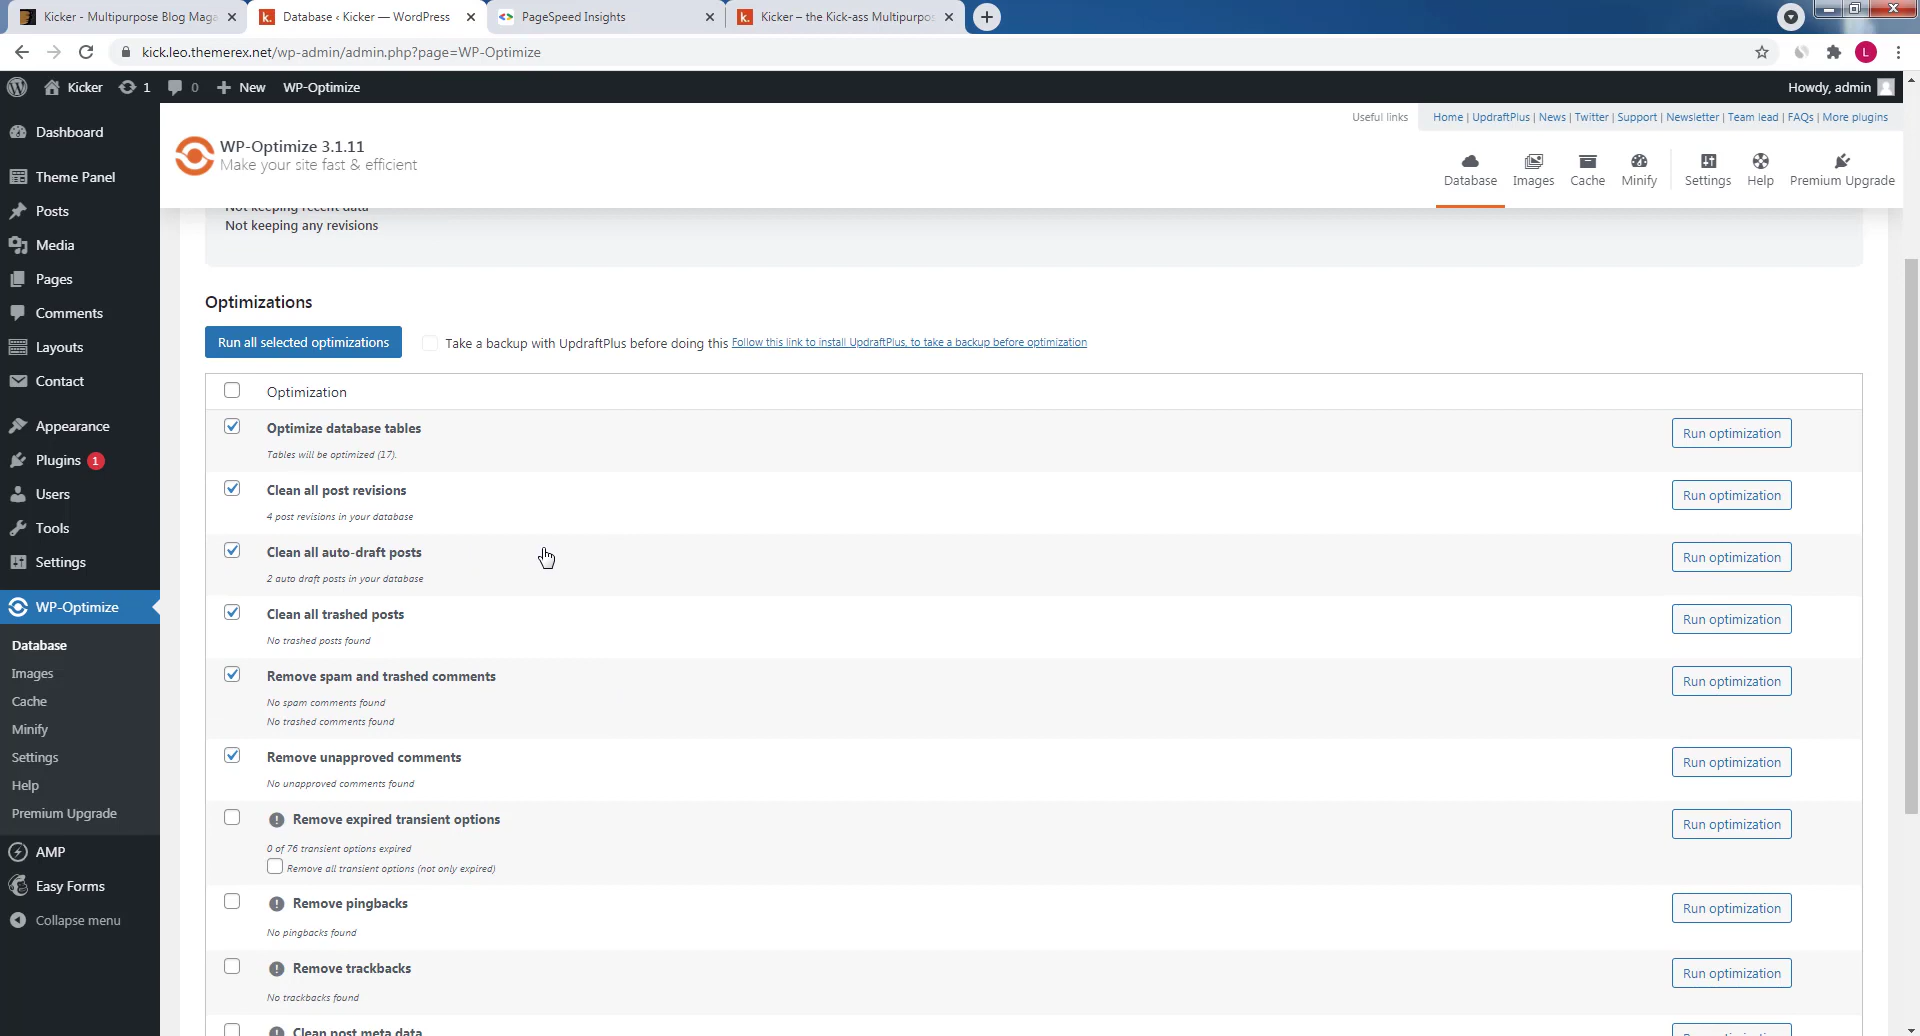 Kicker - Multipurpose Blog Maga
Database ‹ Kicker — WordPress
PageSpeed Insights
Kicker – the Kick-ass Multipurpo
kick.leo.themerex.net/wp-admin/admin.php?page=WP-Optimize
L
Kicker
1
0
New
WP-Optimize
Howdy, admin
Dashboard
Theme Panel
Posts
Media
Pages
Comments
Layouts
Contact
Appearance
Plugins 1
Users
Tools
Settings
WP-Optimize
Database
Images
Cache
Minify
Settings
Help
Premium Upgrade
AMP
Easy Forms
Collapse menu
Useful links
Home | UpdraftPlus | News | Twitter | Support | Newsletter | Team lead | FAQs | More plugins
WP-Optimize 3.1.11
Make your site fast & efficient
Database
Images
Cache
Minify
Settings
Help
Premium Upgrade
Not keeping recent data
Not keeping any revisions
Optimizations
Run all selected optimizations
Take a backup with UpdraftPlus before doing this Follow this link to install UpdraftPlus, to take a backup before optimization
Optimization
Optimize database tables
Tables will be optimized (17).
Run optimization
Clean all post revisions
4 post revisions in your database
Run optimization
Clean all auto-draft posts
2 auto draft posts in your database
Run optimization
Clean all trashed posts
No trashed posts found
Run optimization
Remove spam and trashed comments
No spam comments found
No trashed comments found
Run optimization
Remove unapproved comments
No unapproved comments found
Run optimization
Remove expired transient options
0 of 76 transient options expired
Remove all transient options (not only expired)
Run optimization
Remove pingbacks
No pingbacks found
Run optimization
Remove trackbacks
No trackbacks found
Run optimization
Clean post meta data